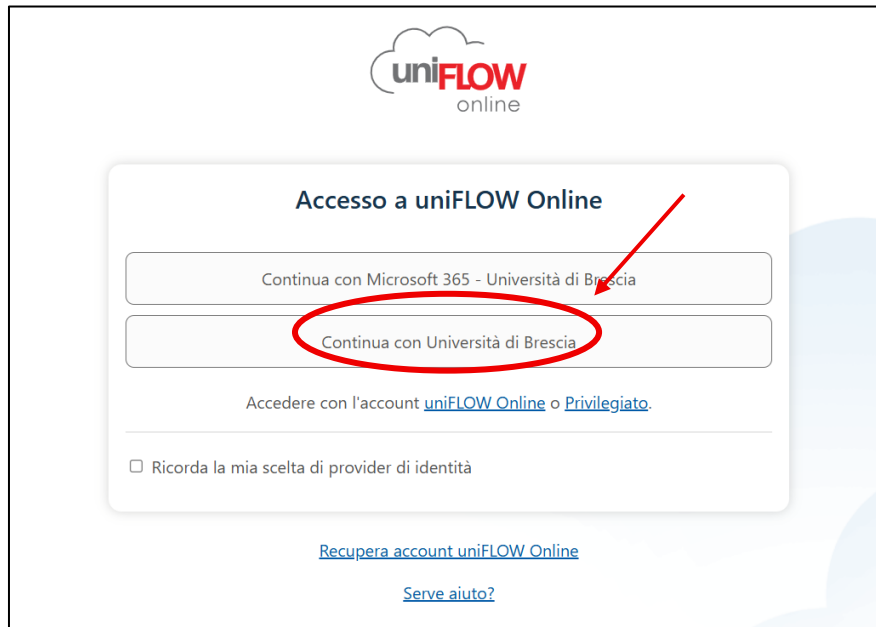 uniFLOW
online
Accesso a uniFLOW Online
Continua con Microsoft 365 - Università di Brescia
Continua con Università di Brescia
Accedere con l'account uniFLOW Online o Privilegiato.
Ricorda la mia scelta di provider di identità
Recupera account uniFLOW Online
Serve aiuto?